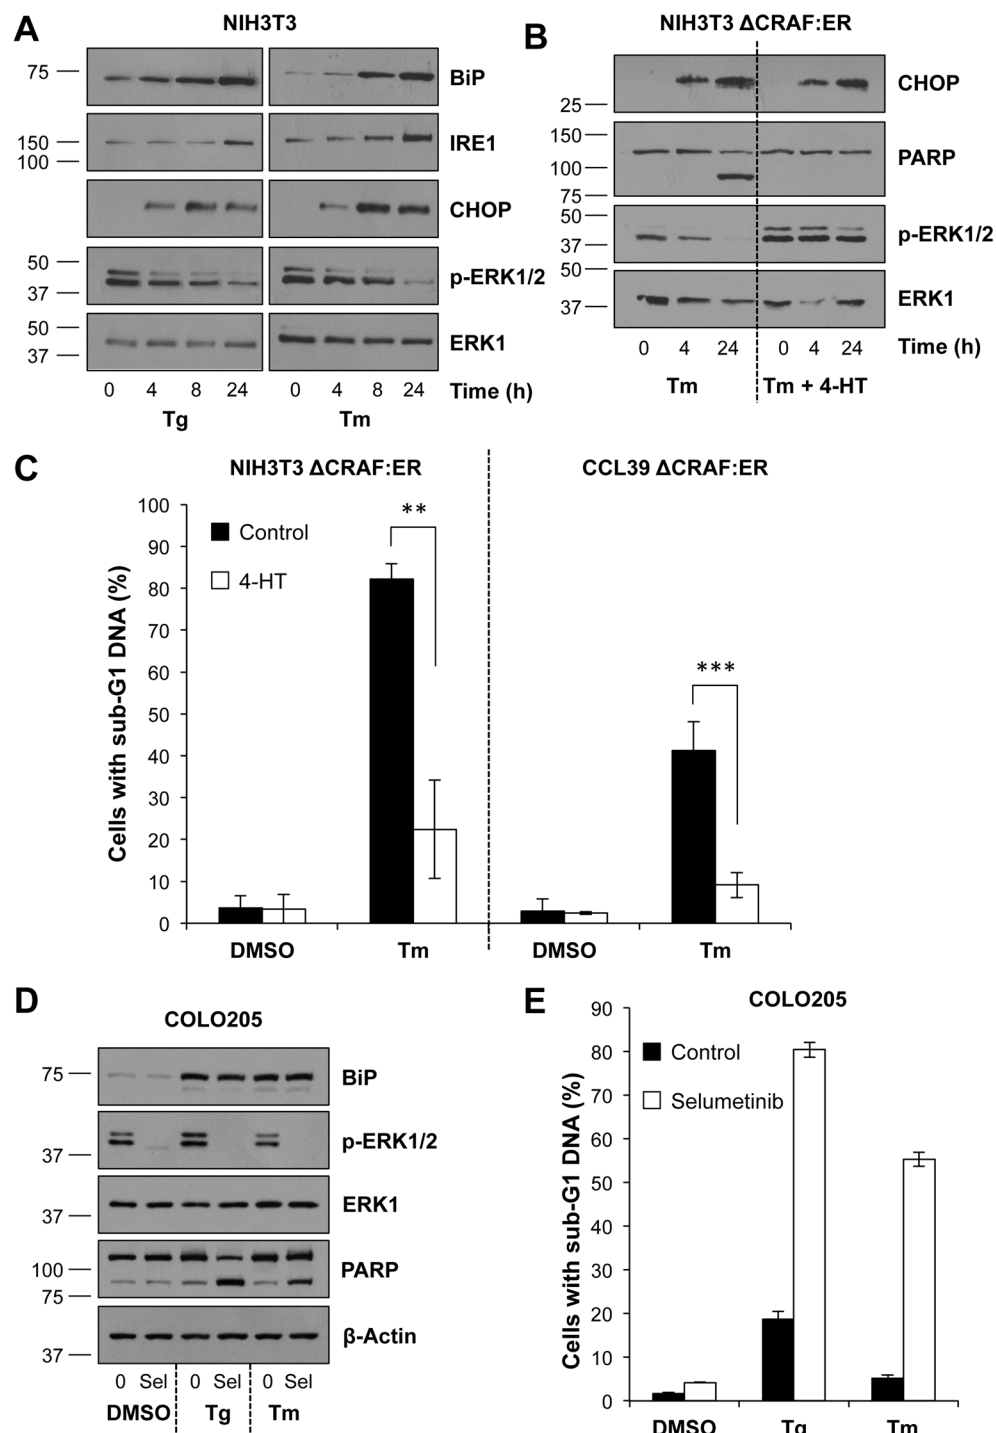 A
NIH3T3
75
BiP
150
100
IRE1
CHOP
50
37
p-ERK1/2
50
37
ERK1
0 4 8 24 0 4 8 24 Time (h)
Tg Tm
B
NIH3T3 ΔCRAF:ER
25
CHOP
150
100
75
PARP
50
37
p-ERK1/2
50
37
ERK1
0 4 24 0 4 24 Time (h)
Tm Tm + 4-HT
C
NIH3T3 ΔCRAF:ER CCL39 ΔCRAF:ER
Cells with sub-G1 DNA (%)
100
90
80
70
60
50
40
30
20
10
0
Control
4-HT
**
***
DMSO Tm DMSO Tm
D
COLO205
75
BiP
37
p-ERK1/2
37
ERK1
100
75
PARP
37
β-Actin
0 Sel 0 Sel 0 Sel
DMSO Tg Tm
E
COLO205
Cells with sub-G1 DNA (%)
90
80
70
60
50
40
30
20
10
0
Control
Selumetinib
DMSO Tg Tm